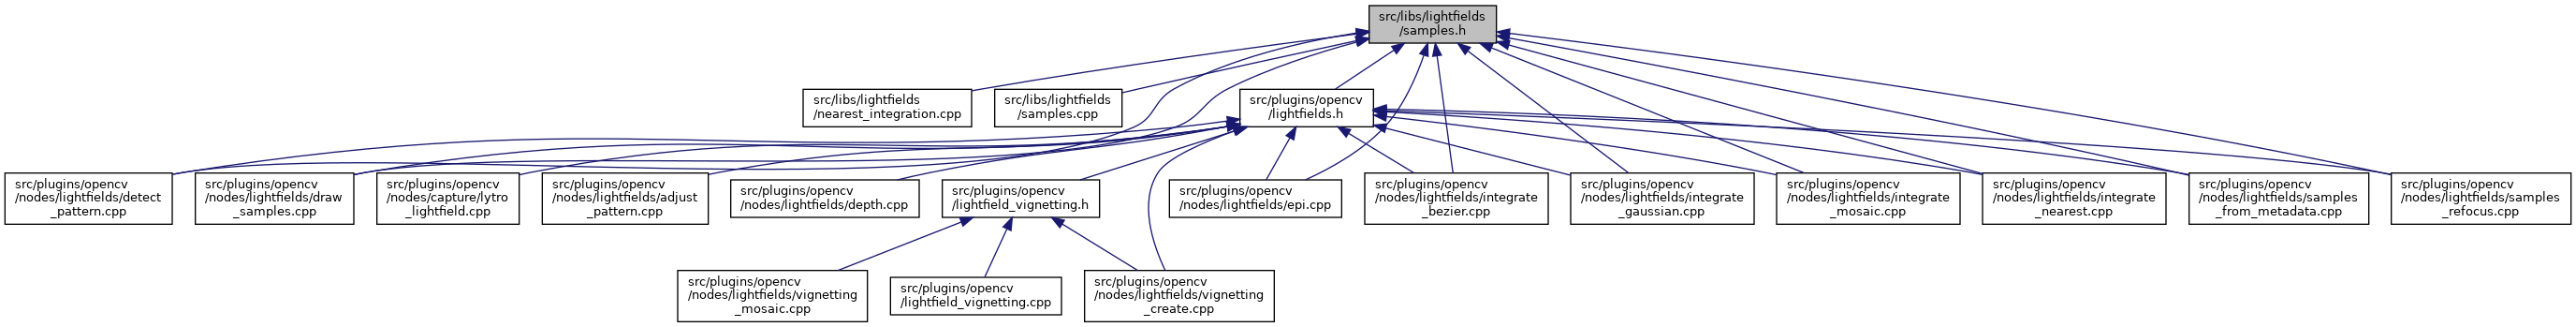 src/libs/lightfields
/samples.h
src/libs/lightfields
/nearest_integration.cpp
src/libs/lightfields
/samples.cpp
src/plugins/opencv
/lightfields.h
src/plugins/opencv
/nodes/lightfields/detect
_pattern.cpp
src/plugins/opencv
/nodes/lightfields/draw
_samples.cpp
src/plugins/opencv
/nodes/capture/lytro
_lightfield.cpp
src/plugins/opencv
/nodes/lightfields/adjust
_pattern.cpp
src/plugins/opencv
/nodes/lightfields/depth.cpp
src/plugins/opencv
/lightfield_vignetting.h
src/plugins/opencv
/nodes/lightfields/epi.cpp
src/plugins/opencv
/nodes/lightfields/integrate
_bezier.cpp
src/plugins/opencv
/nodes/lightfields/integrate
_gaussian.cpp
src/plugins/opencv
/nodes/lightfields/integrate
_mosaic.cpp
src/plugins/opencv
/nodes/lightfields/integrate
_nearest.cpp
src/plugins/opencv
/nodes/lightfields/samples
_from_metadata.cpp
src/plugins/opencv
/nodes/lightfields/samples
_refocus.cpp
src/plugins/opencv
/nodes/lightfields/vignetting
_mosaic.cpp
src/plugins/opencv
/lightfield_vignetting.cpp
src/plugins/opencv
/nodes/lightfields/vignetting
_create.cpp